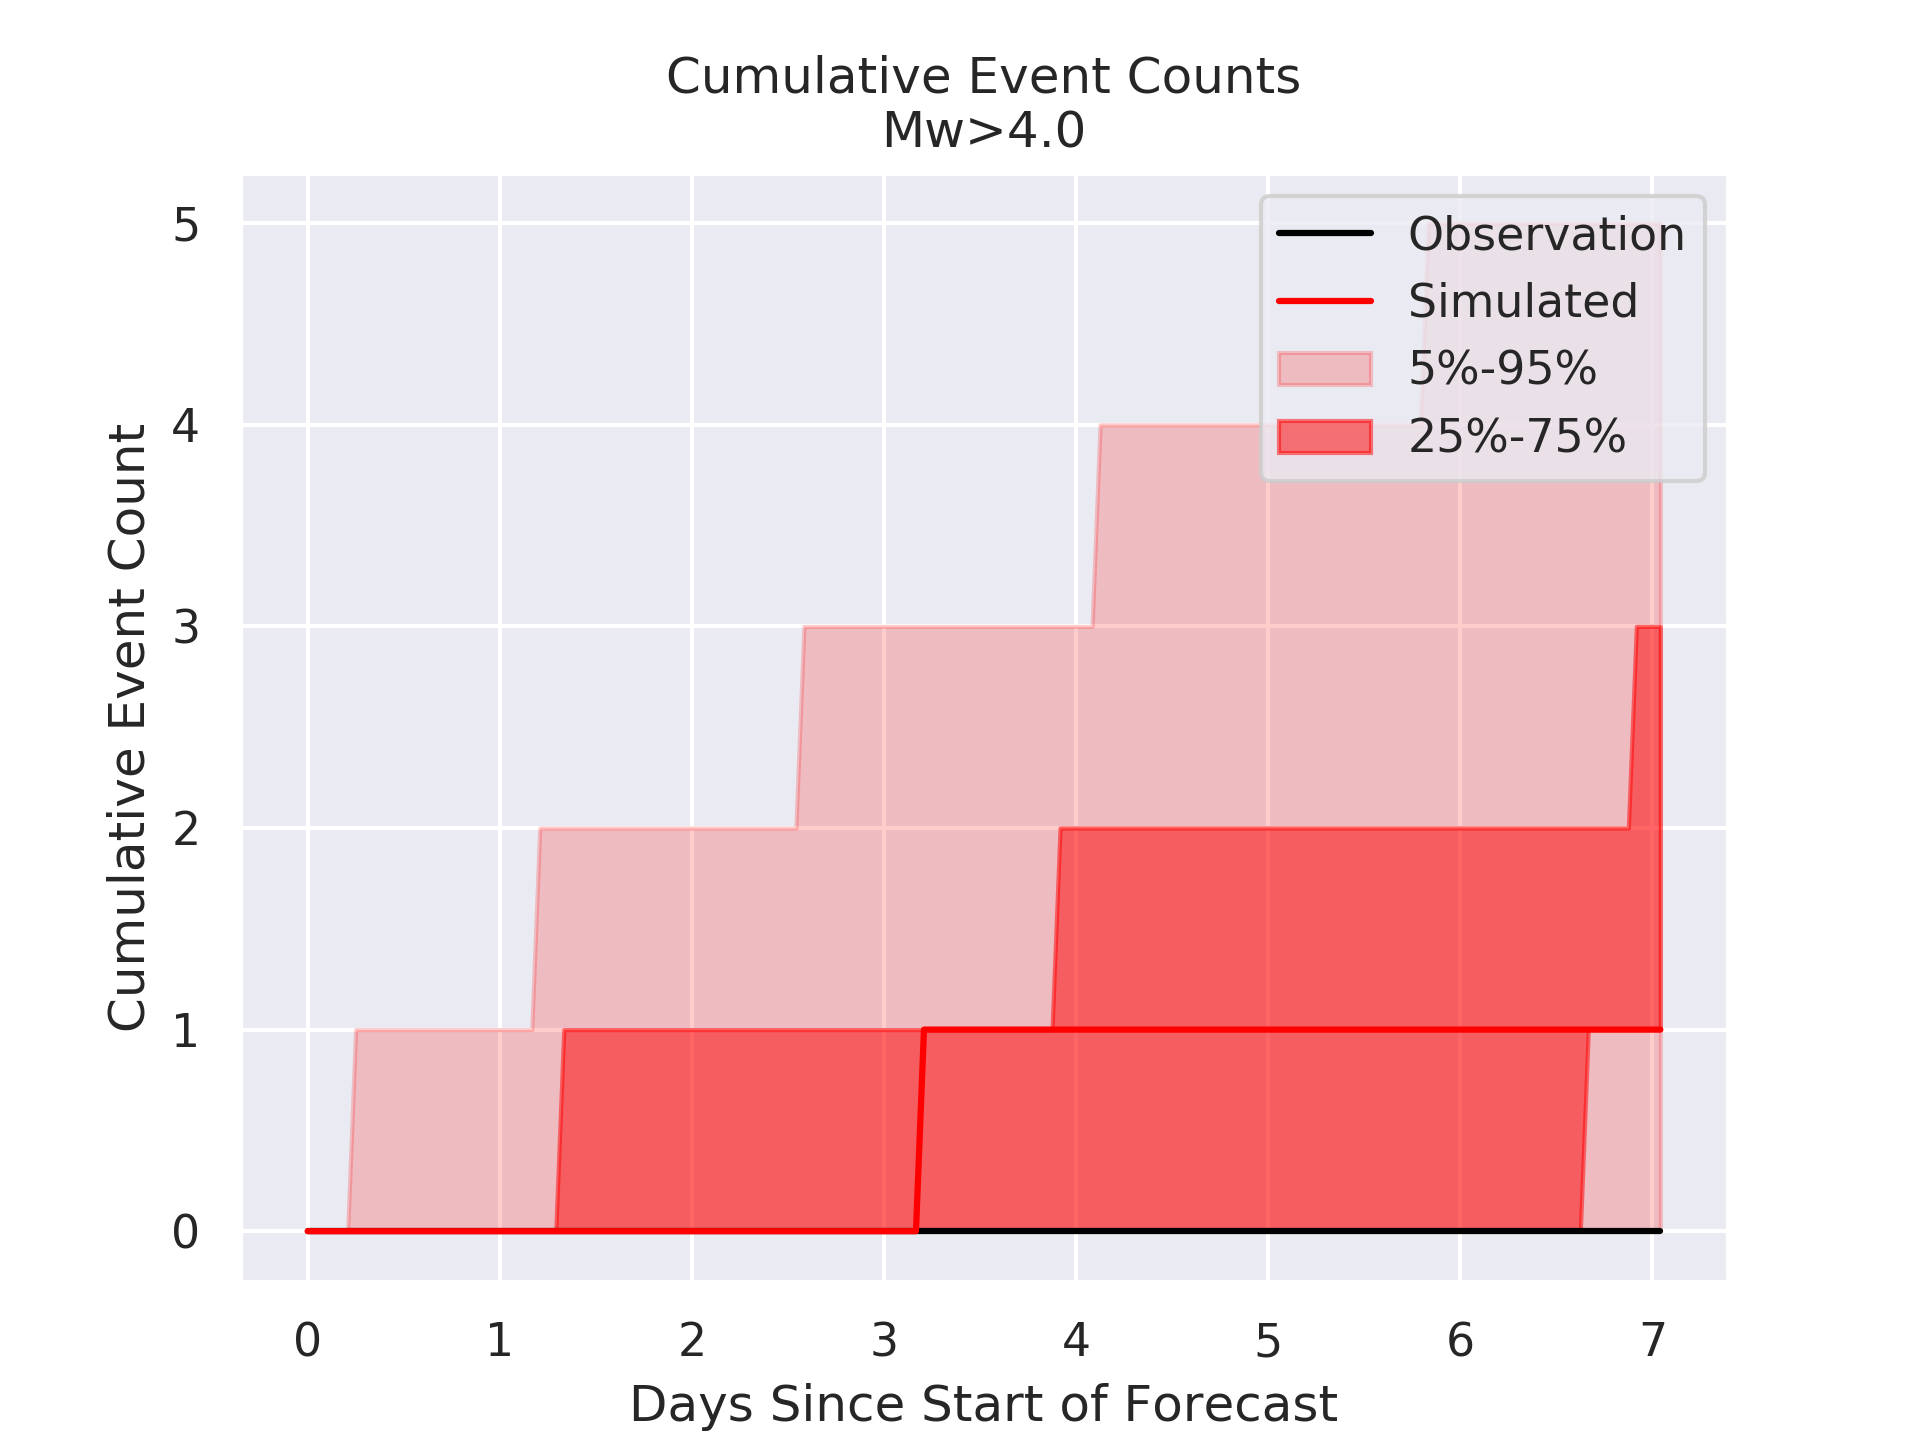 Cumulative Event Counts
Mw>4.0
Cumulative Event Count
5
4
3
2
1
0
Observation
Simulated
5%-95%
25%-75%
0 1 2 3 4 5 6 7
Days Since Start of Forecast